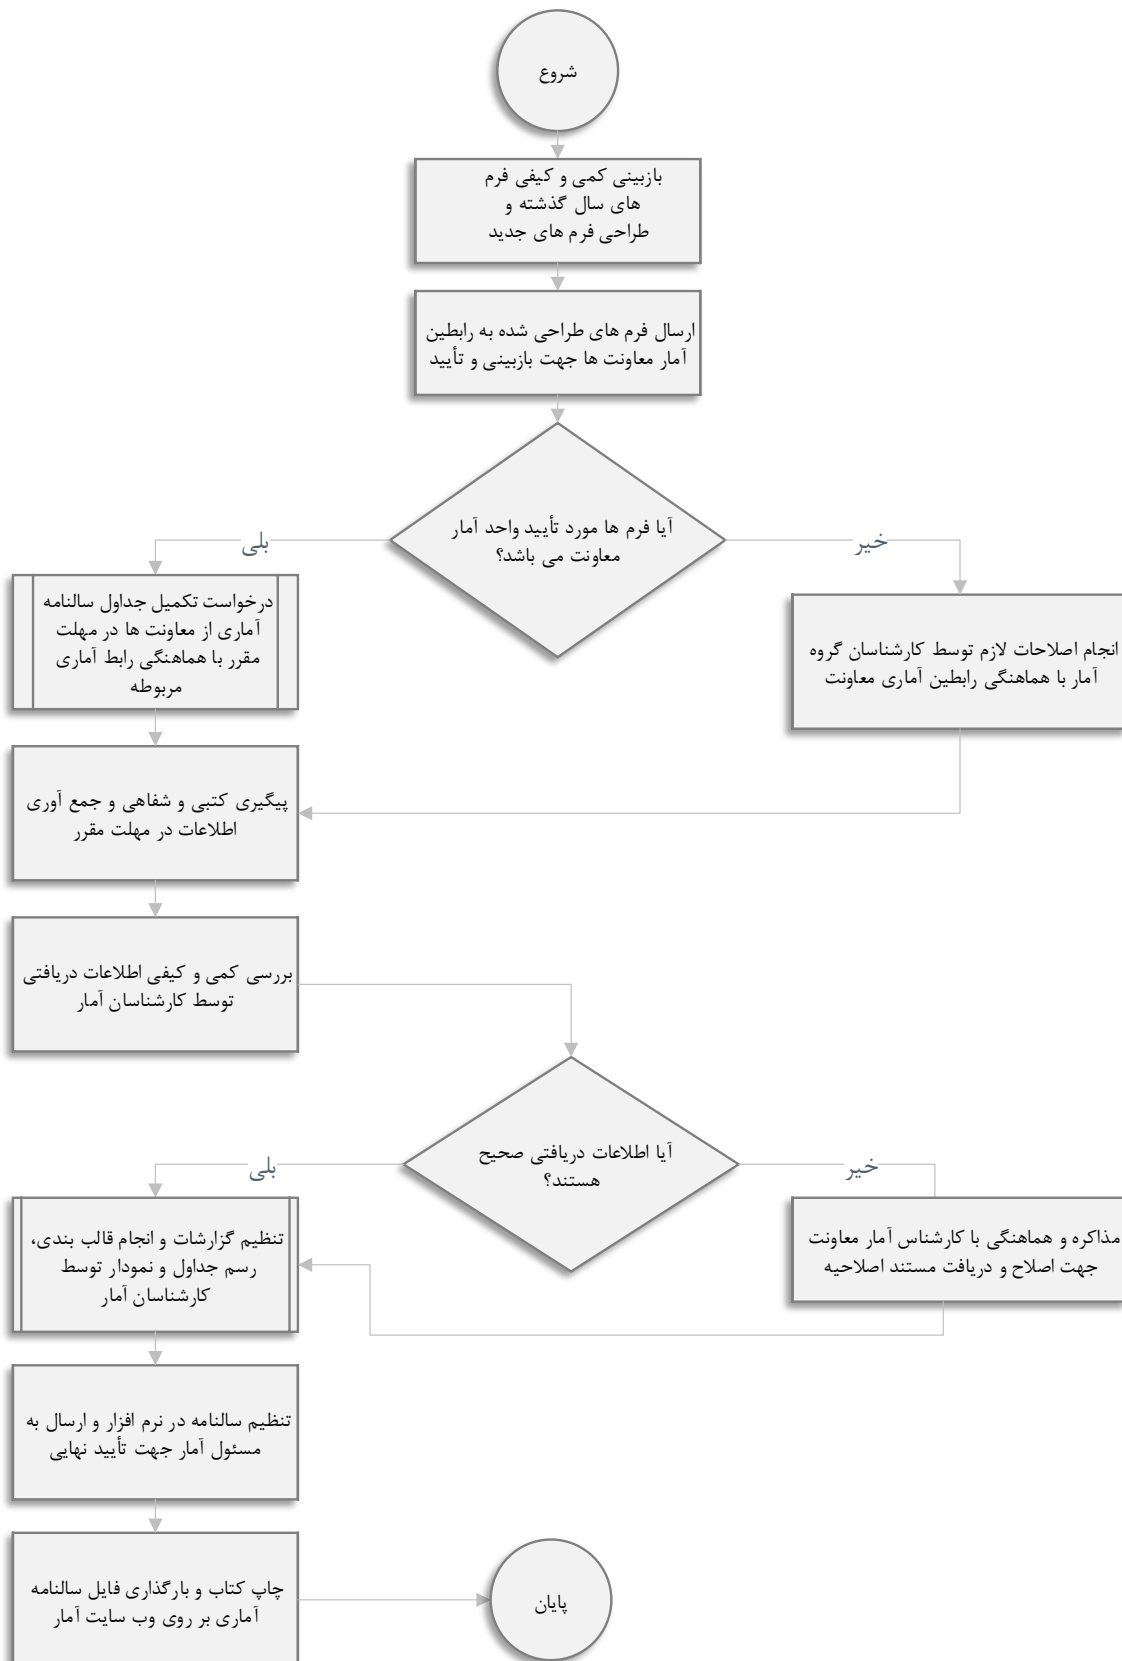 شروع
بازبینی کمی و کیفی فرم
های سال گذشته و
طراحی فرم های جدید
ارسال فرم های طراحی شده به رابطین
آمار معاونت ها جهت بازبینی و تأیید
آیا فرم ها مورد تأیید واحد آمار
معاونت می باشد؟
خیر
بلی
انجام اصلاحات لازم توسط کارشناسان گروه
آمار با هماهنگی رابطین آماری معاونت
درخواست تکمیل جداول سالنامه
آماری از معاونت ها در مهلت
مقرر با هماهنگی رابط آماری
مربوطه
پیگیری کتبی و شفاهی و جمع آوری
اطلاعات در مهلت مقرر
بررسی کمی و کیفی اطلاعات دریافتی
توسط کارشناسان آمار
آیا اطلاعات دریافتی صحیح
هستند؟
خیر
بلی
مذاکره و هماهنگی با کارشناس آمار معاونت
جهت اصلاح و دریافت مستند اصلاحیه
تنظیم گزارشات و انجام قالب بندی،
رسم جداول و نمودار توسط
کارشناسان آمار
تنظیم سالنامه در نرم افزار و ارسال به
مسئول آمار جهت تأیید نهایی
چاپ کتاب و بارگذاری فایل سالنامه
آماری بر روی وب سایت آمار
پایان